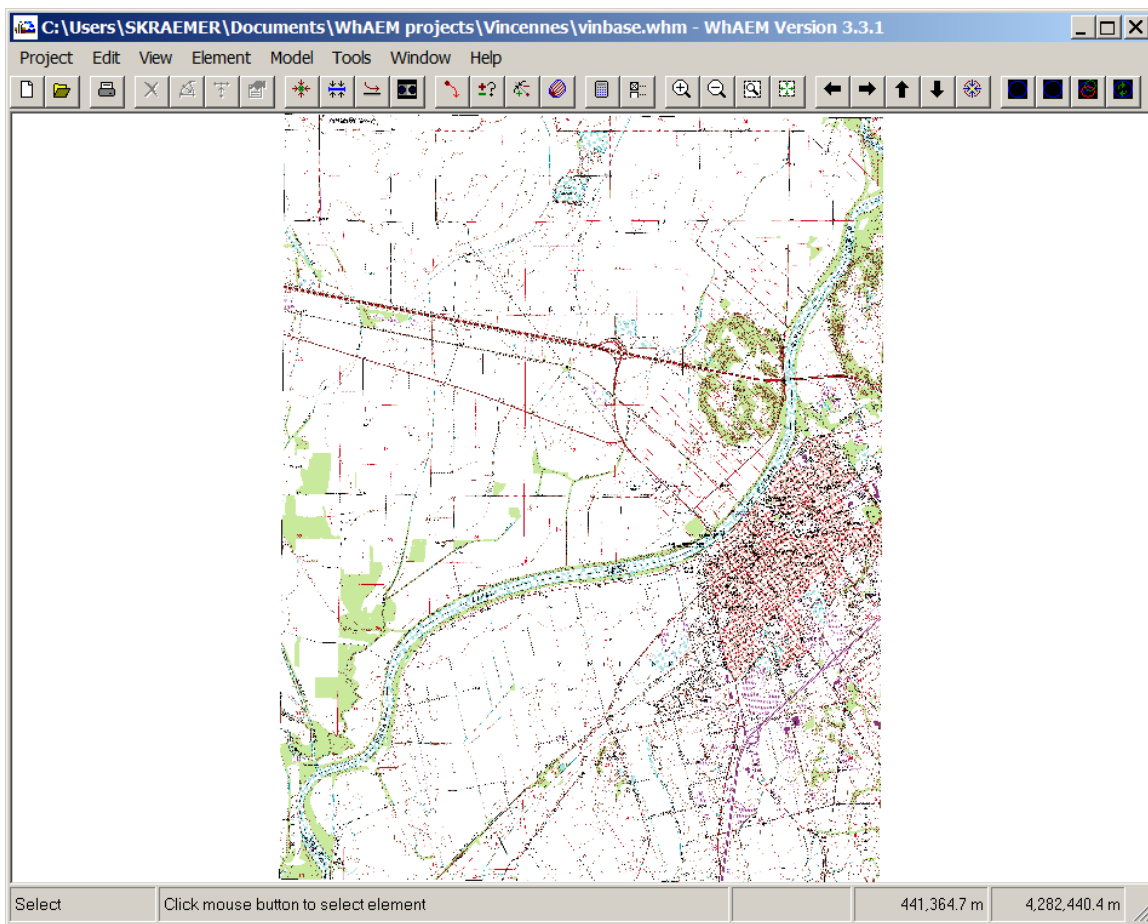 C:\Users\SKRAEMER\Documents\WhAEM projects\Vincennes\vinbase.whm - WhAEM Version 3.3.1
Project Edit View Element Model Tools Window Help
Select Click mouse button to select element 441,364.7 m 4,282,440.4 m